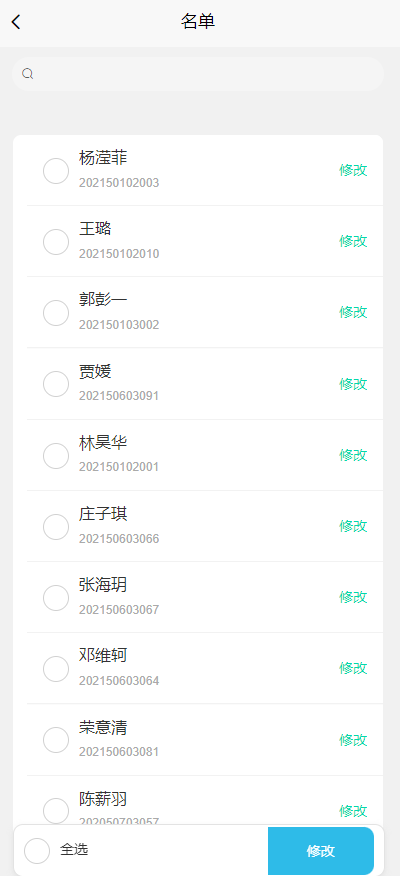 名单
杨滢菲
202150102003
修改
王璐
202150102010
修改
郭彭一
202150103002
修改
贾媛
202150603091
修改
林昊华
202150102001
修改
庄子琪
202150603066
修改
张海玥
202150603067
修改
邓维轲
202150603064
修改
荣意清
202150603081
修改
陈薪羽
202050703057
修改
全选
修改